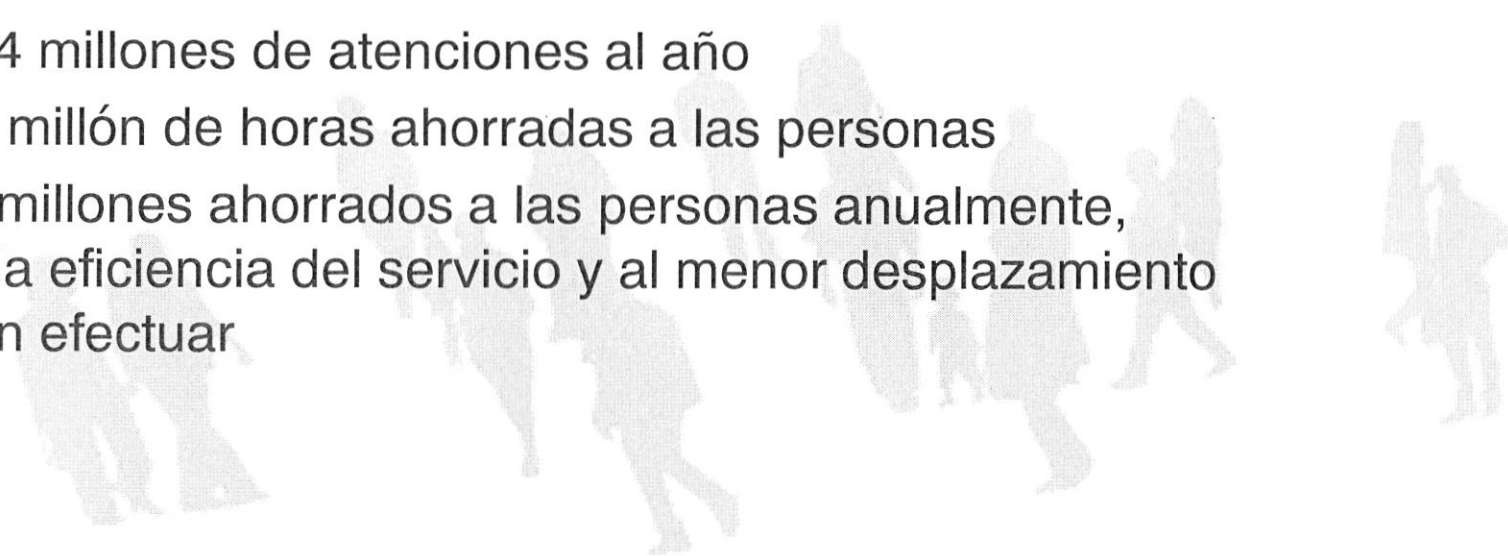 4 millones de atenciones al año
millón de horas ahorradas a las personas
millones ahorrados a las personas anualmente,
a eficiencia del servicio y al menor desplazamiento
n efectuar